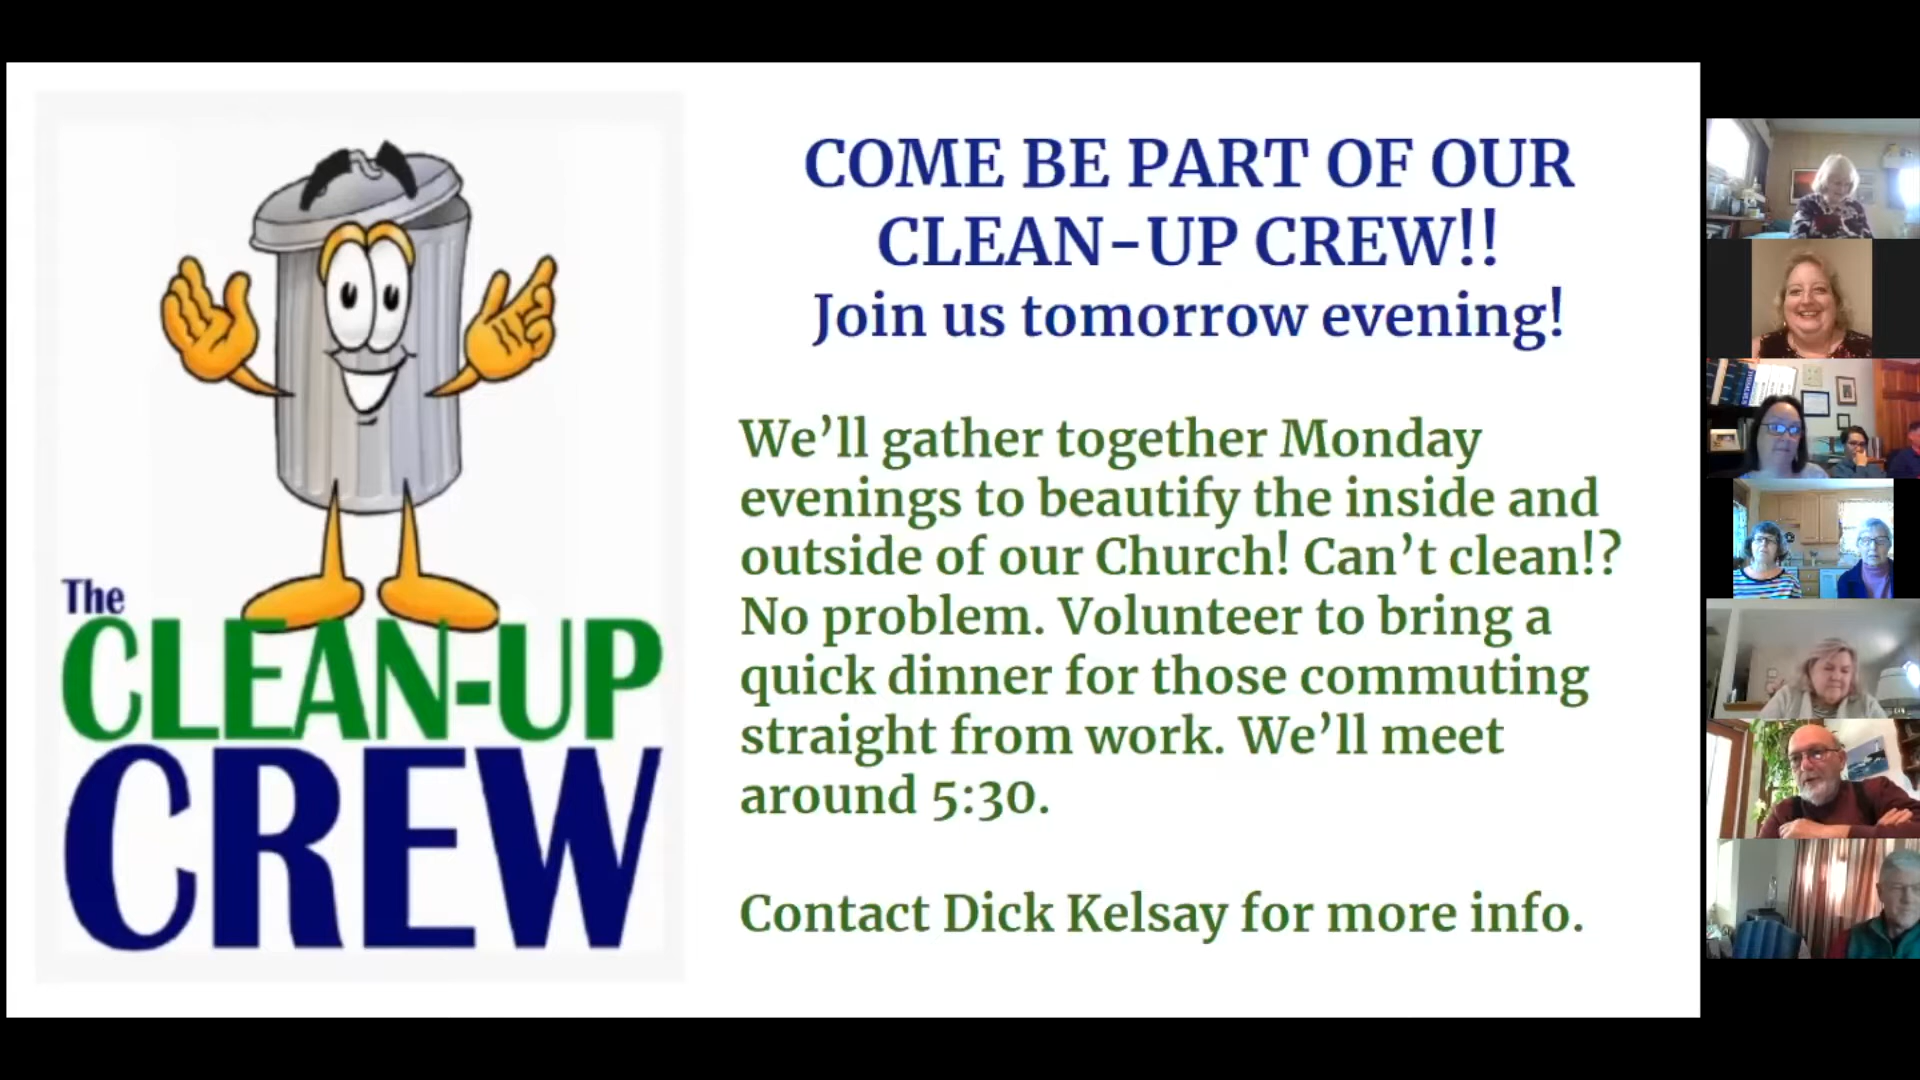 COME BE PART OF OUR
CLEAN-UP CREW!!
Join us tomorrow evening!
We'll gather together Monday
evenings to beautify the inside and
outside of our Church! Can't clean!?
No problem. Volunteer to bring a
quick dinner for those commuting
straight from work. We'll meet
around 5:30.
Contact Dick Kelsay for more info.
The
CLEAN-UP
CREW